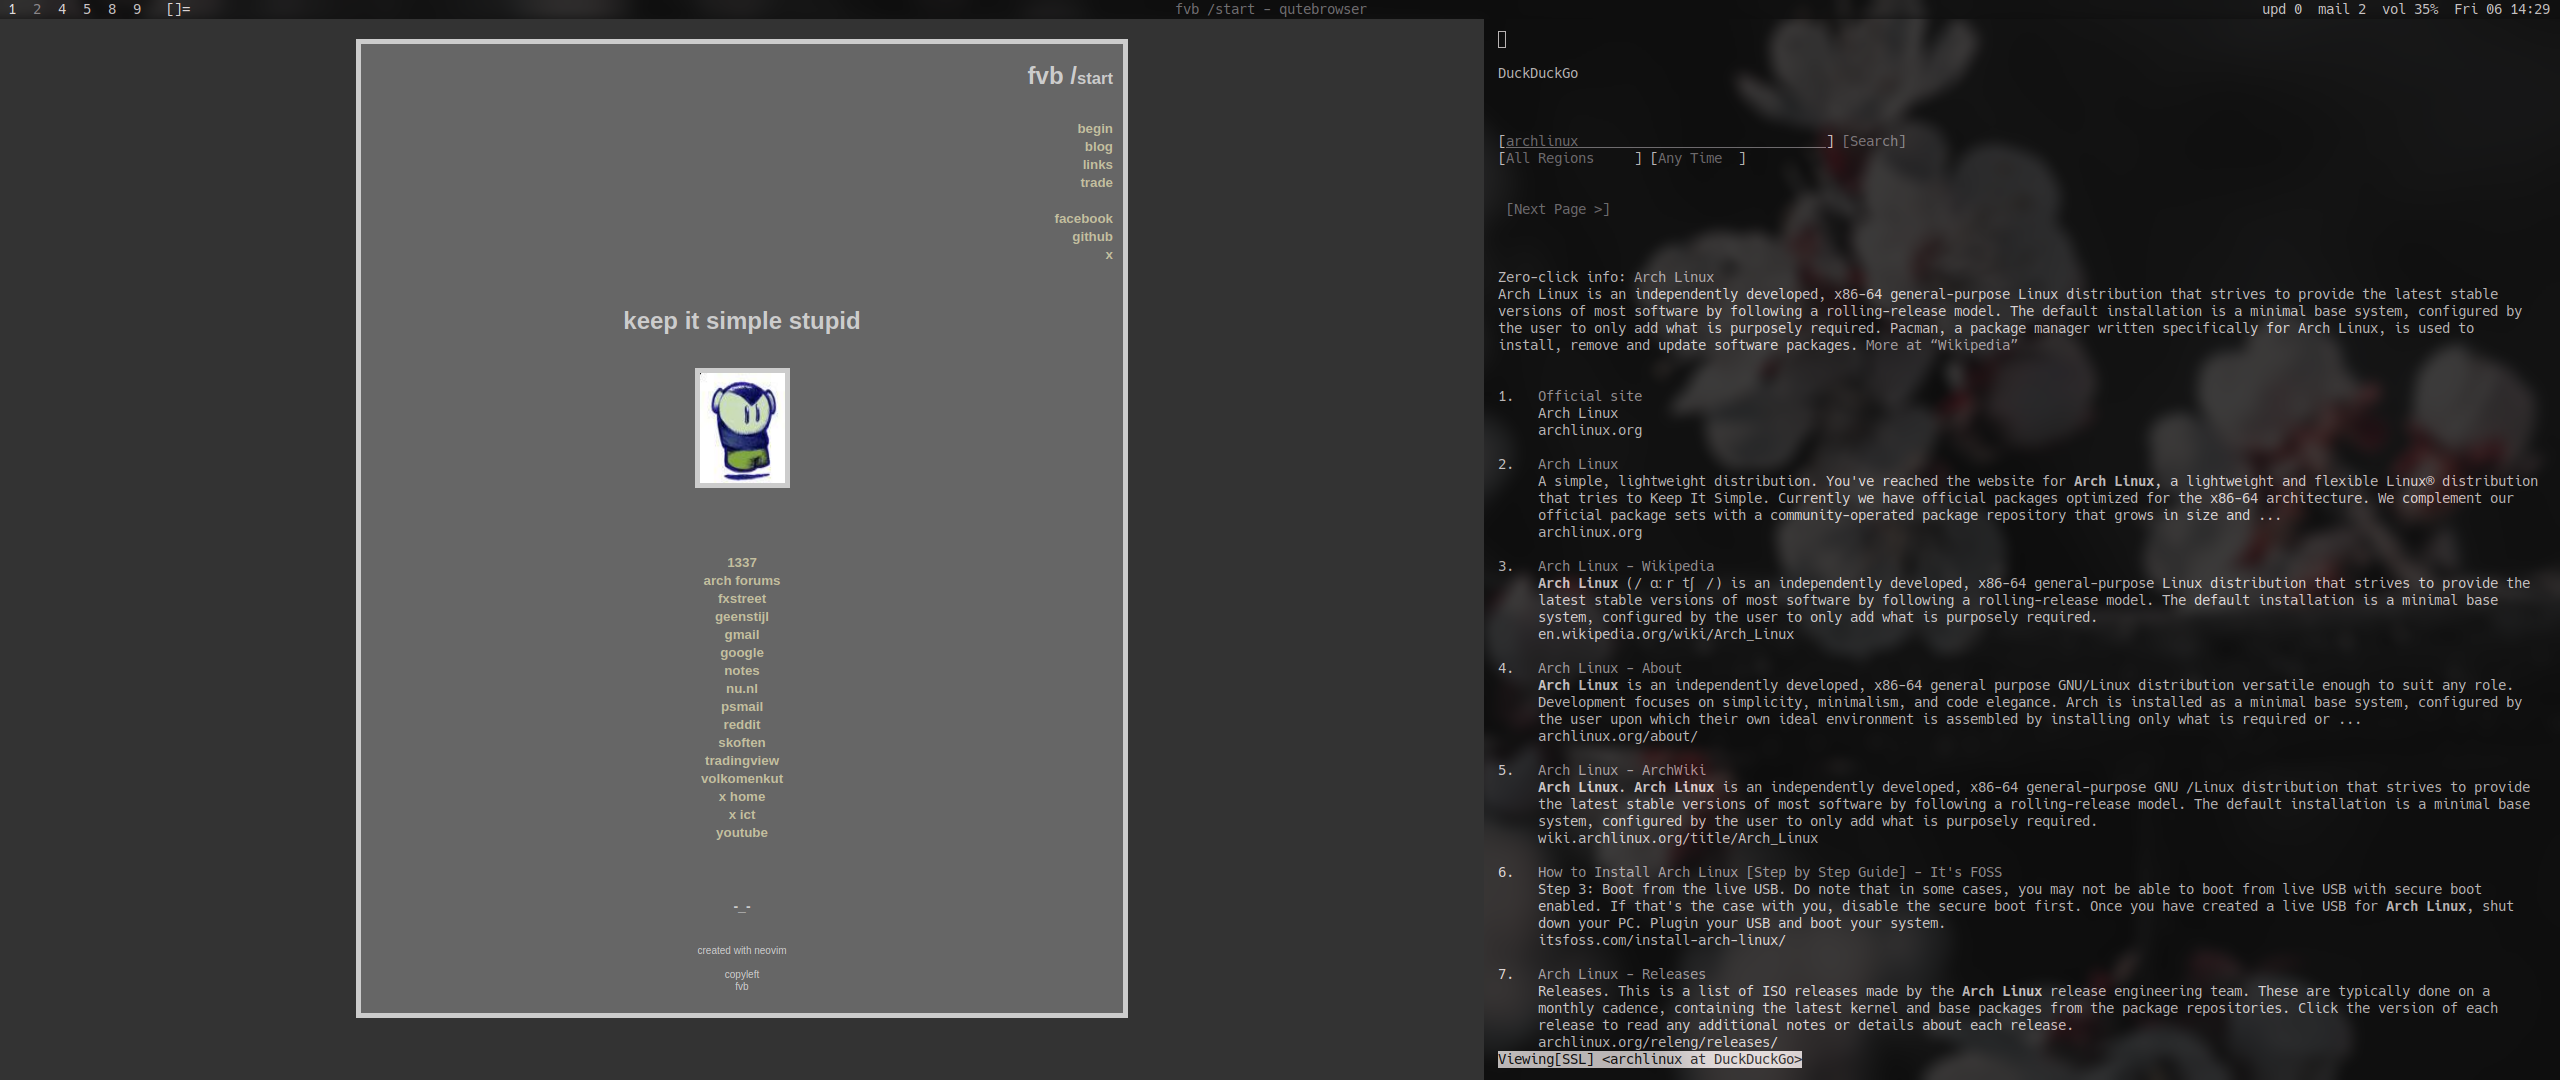 1 2 4 5 8 9 []= fvb /start - qutebrowser upd 0 mail 2 vol 35% Fri 06 14:29
fvb /start
begin
blog
links
trade
facebook
github
x
keep it simple stupid
1337
arch forums
fxstreet
geenstijl
gmail
google
notes
nu.nl
psmail
reddit
skoften
tradingview
volkomenkut
x home
x ict
youtube
-_-
created with neovim
copyleft
fvb
DuckDuckGo
[archlinux________________________________] [Search]
[All Regions     ] [Any Time  ]
[Next Page >]
Zero-click info: Arch Linux
Arch Linux is an independently developed, x86-64 general-purpose Linux distribution that strives to provide the latest stable
versions of most software by following a rolling-release model. The default installation is a minimal base system, configured by
the user to only add what is purposely required. Pacman, a package manager written specifically for Arch Linux, is used to
install, remove and update software packages. More at “Wikipedia”
1. Official site
Arch Linux
archlinux.org
2. Arch Linux
A simple, lightweight distribution. You've reached the website for Arch Linux, a lightweight and flexible Linux® distribution
that tries to Keep It Simple. Currently we have official packages optimized for the x86-64 architecture. We complement our
official package sets with a community-operated package repository that grows in size and ...
archlinux.org
3. Arch Linux - Wikipedia
Arch Linux (/ ɑː r tʃ /) is an independently developed, x86-64 general-purpose Linux distribution that strives to provide the
latest stable versions of most software by following a rolling-release model. The default installation is a minimal base
system, configured by the user to only add what is purposely required.
en.wikipedia.org/wiki/Arch_Linux
4. Arch Linux - About
Arch Linux is an independently developed, x86-64 general purpose GNU/Linux distribution versatile enough to suit any role.
Development focuses on simplicity, minimalism, and code elegance. Arch is installed as a minimal base system, configured by
the user upon which their own ideal environment is assembled by installing only what is required or ...
archlinux.org/about/
5. Arch Linux - ArchWiki
Arch Linux. Arch Linux is an independently developed, x86-64 general-purpose GNU /Linux distribution that strives to provide
the latest stable versions of most software by following a rolling-release model. The default installation is a minimal base
system, configured by the user to only add what is purposely required.
wiki.archlinux.org/title/Arch_Linux
6. How to Install Arch Linux [Step by Step Guide] - It's FOSS
Step 3: Boot from the live USB. Do note that in some cases, you may not be able to boot from live USB with secure boot
enabled. If that's the case with you, disable the secure boot first. Once you have created a live USB for Arch Linux, shut
down your PC. Plugin your USB and boot your system.
itsfoss.com/install-arch-linux/
7. Arch Linux - Releases
Releases. This is a list of ISO releases made by the Arch Linux release engineering team. These are typically done on a
monthly cadence, containing the latest kernel and base packages from the package repositories. Click the version of each
release to read any additional notes or details about each release.
archlinux.org/releng/releases/
Viewing[SSL] <archlinux at DuckDuckGo>